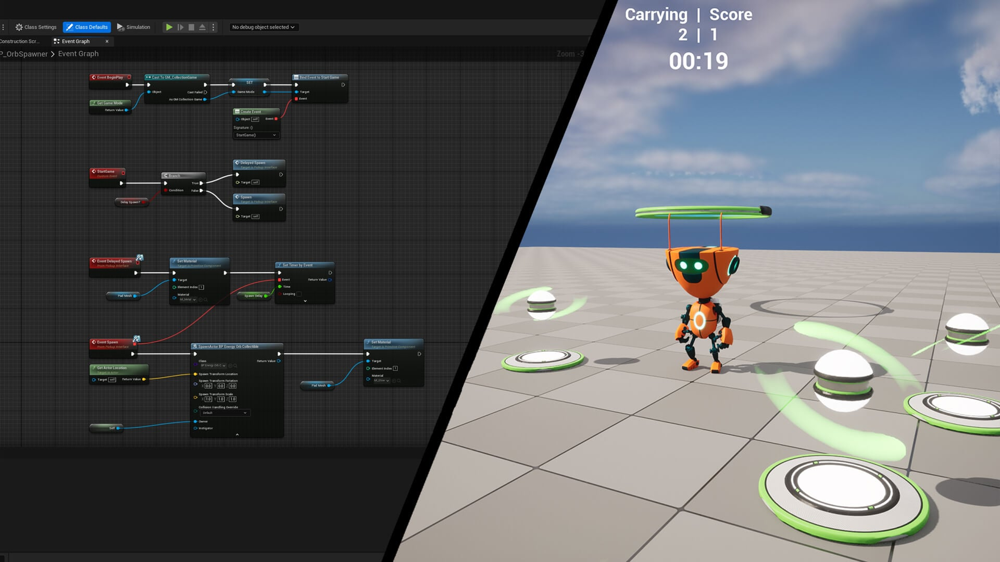 Class Settings
Class Defaults
Simulation
No debug object selected
Construction Scr...
Event Graph
P_OrbSpawner > Event Graph
Zoom -3
Event BeginPlay
Cast To GM_CollectionGame
Object
Cast Failed
As GM Collection Game
Get Game Mode
Return Value
SET
Game Mode
Bind Event to Start Game
Target
Event
Create Event
Object self
Event
Signature: ()
StartGame()
StartGame
Custom Event
Branch
True
Condition
False
Delay Spawn?
Delayed Spawn
Target is Pickup Interface
Target self
Spawn
Target is Pickup Interface
Target self
Event Delayed Spawn
From Pickup Interface
Set Material
Target is Primitive Component
Target
Element Index 1
Material
MI_Metal
Pad Mesh
Spawn Delay
Set Timer by Event
Event
Return Value
Time
Looping
Event Spawn
From Pickup Interface
Get Actor Location
Target is Actor
Target self
Return Value
Self
SpawnActor BP Energy Orb Collectible
Class
Return Value
BP Energy Orb C
Spawn Transform Location
Spawn Transform Rotation
X 0.0 Y 0.0 Z 0.0
Spawn Transform Scale
X 1.0 Y 1.0 Z 1.0
Collision Handling Override
Default
Owner
Instigator
Pad Mesh
Set Material
Target is Primitive Component
Target
Element Index 1
Material
MI_Glow
Carrying | Score
2 | 1
00:19